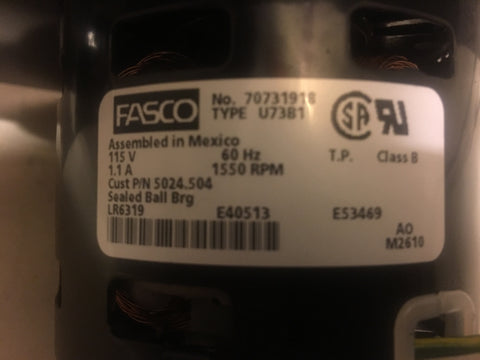 FASCO No. 70731918
TYPE U73B1
Assembled in Mexico
115 V 60 Hz T.P. Class B
1.1 A 1550 RPM
Cust P/N 5024.504
Sealed Ball Brg
LR6319 E40513 E53469
AO
M2610